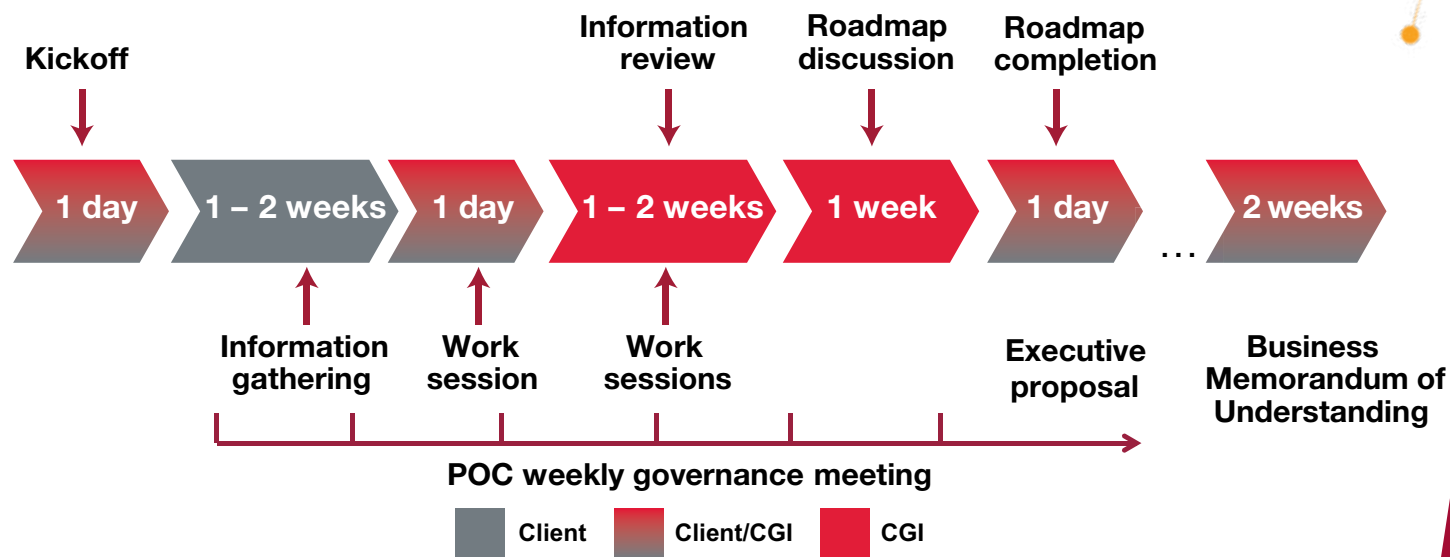 Kickoff
Information
review
Roadmap
discussion
Roadmap
completion
1 day
1 – 2 weeks
1 day
1 – 2 weeks
1 week
1 day
...
2 weeks
Information
gathering
Work
session
Work
sessions
Executive
proposal
Business
Memorandum of
Understanding
POC weekly governance meeting
Client
Client/CGI
CGI